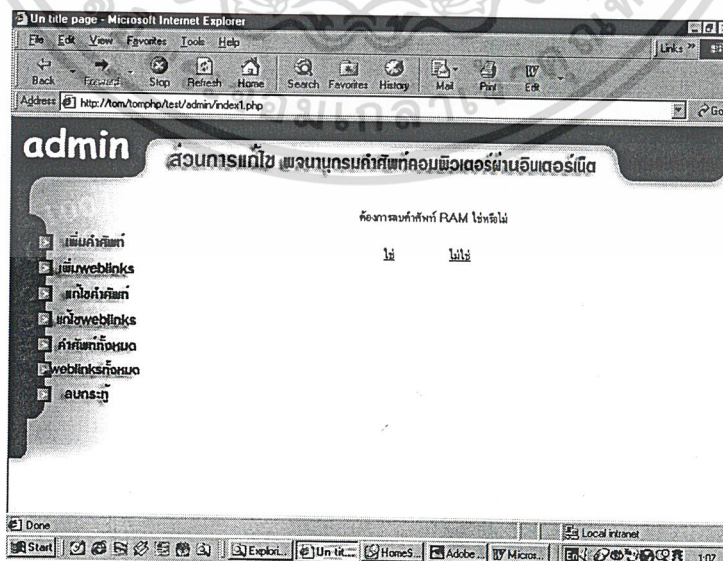 Un title page - Microsoft Internet Explorer
File Edit View Favorites Tools Help
Links »
Back Forward Stop Refresh Home Search Favorites History Mail Print Edit
Address http://tom/tomphp/test/admin/index1.php Go
admin
ส่วนการแก้ไข พจนานุกรมคำศัพท์คอมพิวเตอร์ผ่านอินเตอร์เน็ต
ต้องการลบคำศัพท์ RAM ใช่หรือไม่
ใช่ ไม่ใช่
เพิ่มคำศัพท์
เพิ่มweblinks
แก้ไขคำศัพท์
แก้ไขweblinks
คำศัพท์ทั้งหมด
weblinksทั้งหมด
ลบกระทู้
Done
Local intranet
Start Explori... Un tit... HomeS... Adobe... Micros... 1:02